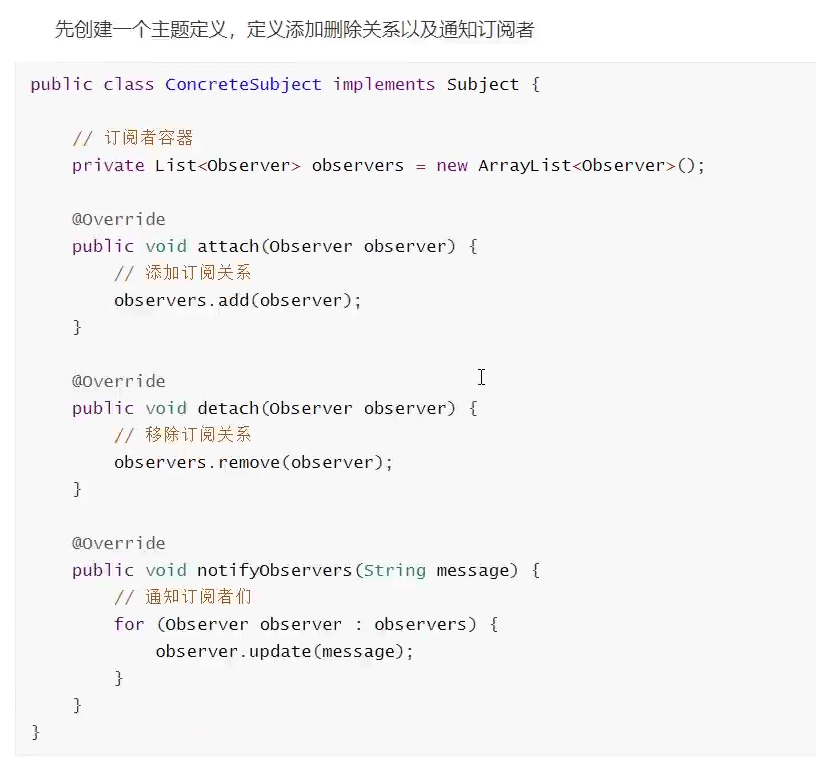 先创建一个主题定义，定义添加删除关系以及通知订阅者
public class ConcreteSubject implements Subject {
// 订阅者容器
private List<Observer> observers = new ArrayList<Observer>();
@Override
public void attach(Observer observer) {
// 添加订阅关系
observers.add(observer);
}
@Override
public void detach(Observer observer) {
// 移除订阅关系
observers.remove(observer);
}
@Override
public void notifyObservers(String message) {
// 通知订阅者们
for (Observer observer : observers) {
observer.update(message);
}
}
}